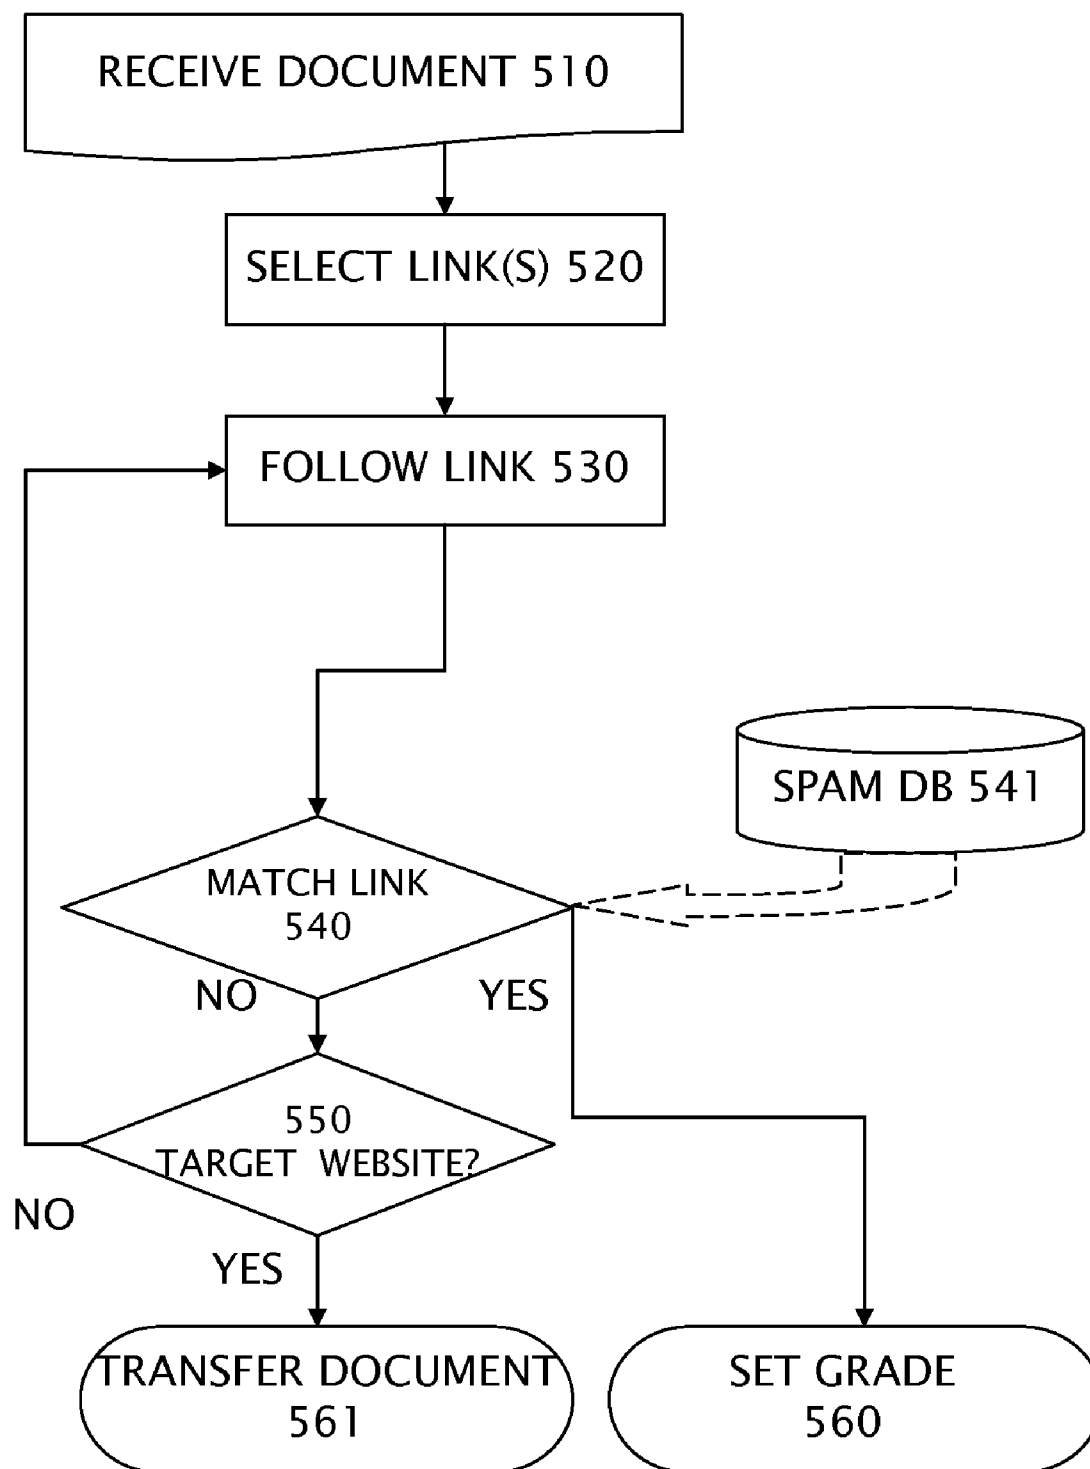 RECEIVE DOCUMENT 510
SELECT LINK(S) 520
FOLLOW LINK 530
SPAM DB 541
MATCH LINK
540
NO
YES
550
TARGET WEBSITE?
NO
YES
TRANSFER DOCUMENT
561
SET GRADE
560